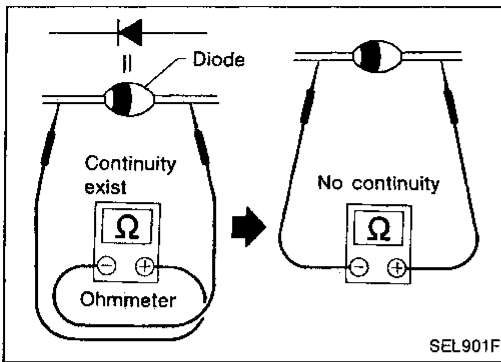 Diode
Continuity
exist
Ω
− +
Ohmmeter
No continuity
Ω
− +
SEL901F